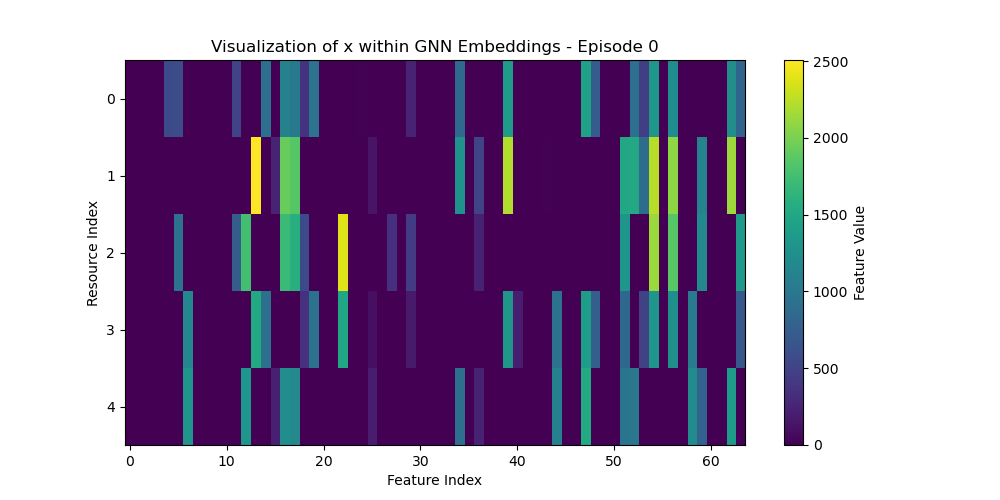 Visualization of x within GNN Embeddings - Episode 0
Resource Index
0
1
2
3
4
0 10 20 30 40 50 60
Feature Index
2500
2000
1500
1000
500
0
Feature Value